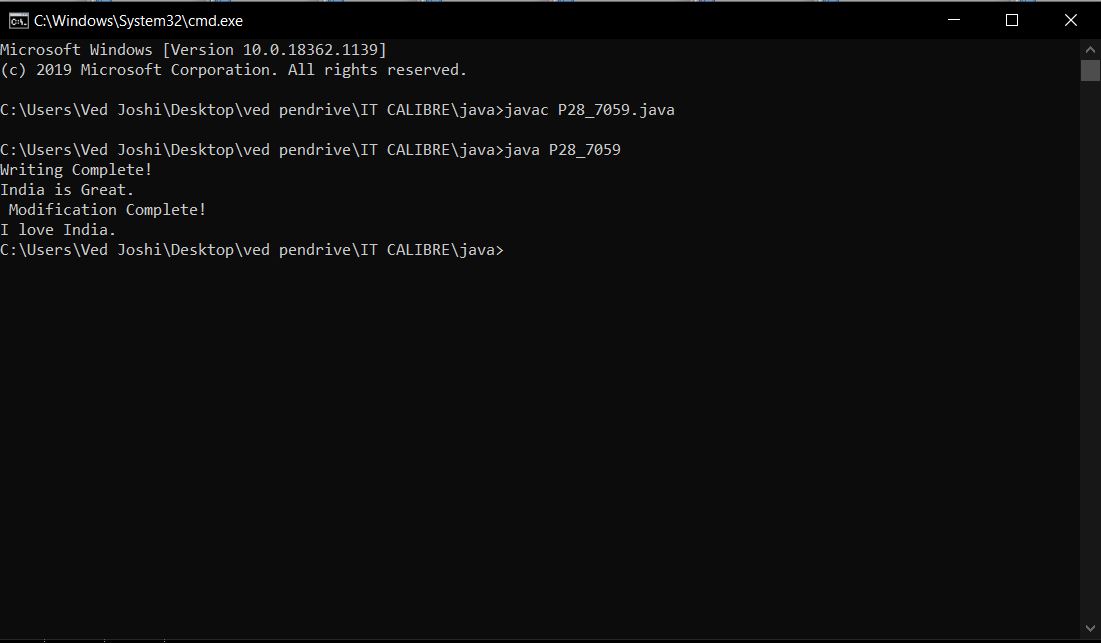 C:\Windows\System32\cmd.exe
Microsoft Windows [Version 10.0.18362.1139]
(c) 2019 Microsoft Corporation. All rights reserved.
C:\Users\Ved Joshi\Desktop\ved pendrive\IT CALIBRE\java>javac P28_7059.java
C:\Users\Ved Joshi\Desktop\ved pendrive\IT CALIBRE\java>java P28_7059
Writing Complete!
India is Great.
 Modification Complete!
I love India.
C:\Users\Ved Joshi\Desktop\ved pendrive\IT CALIBRE\java>